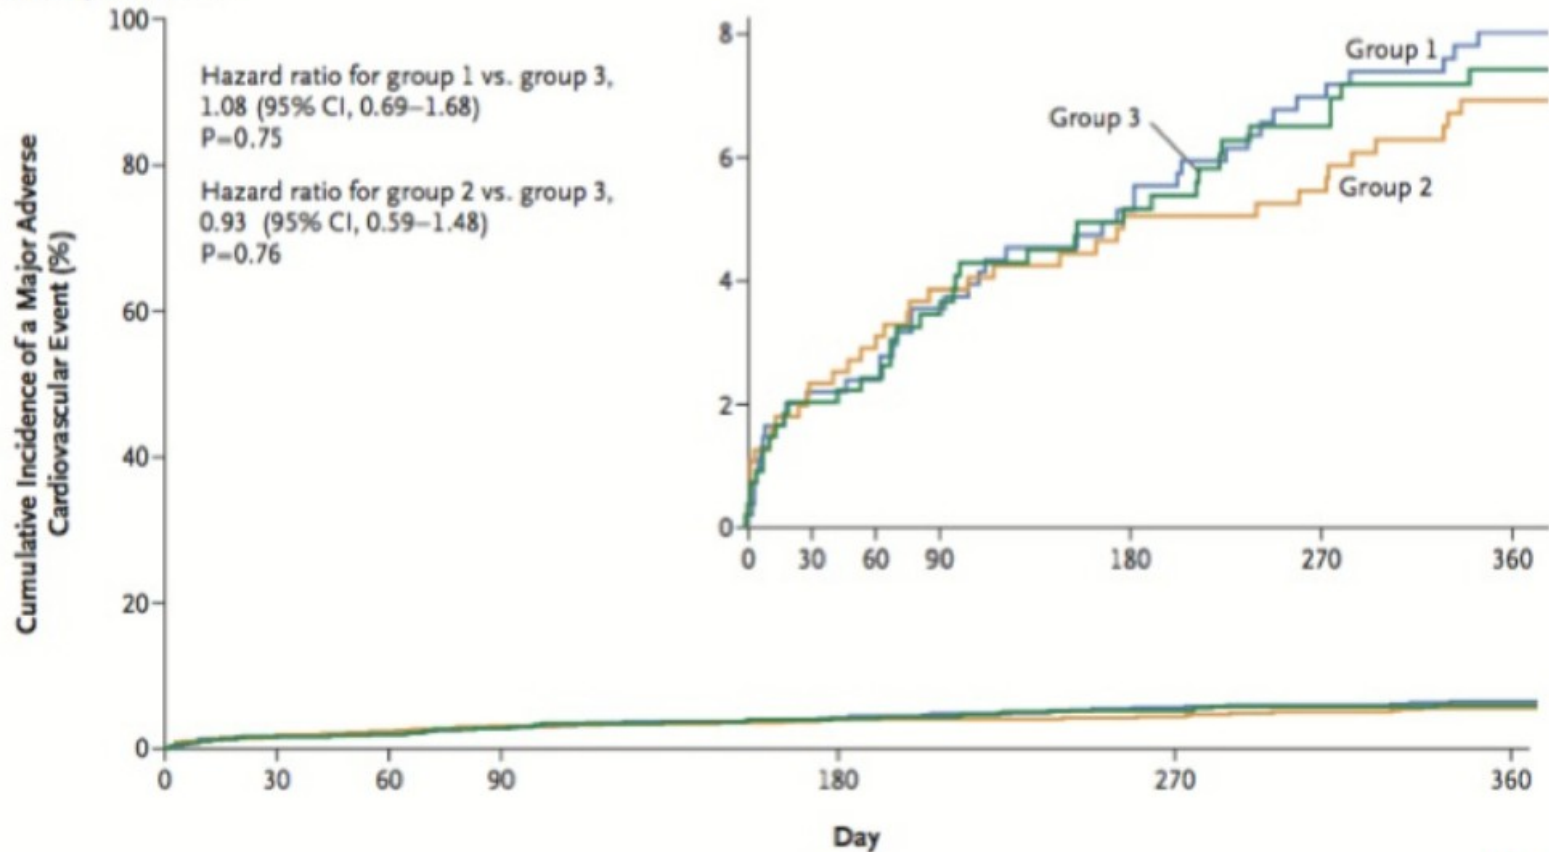 Cumulative Incidence of a Major Adverse
Cardiovascular Event (%)
100
80
60
40
20
0
Hazard ratio for group 1 vs. group 3,
1.08 (95% CI, 0.69–1.68)
P=0.75
Hazard ratio for group 2 vs. group 3,
0.93 (95% CI, 0.59–1.48)
P=0.76
8
6
4
2
0
Group 1
Group 3
Group 2
0 30 60 90 180 270 360
0 30 60 90 180 270 360
Day